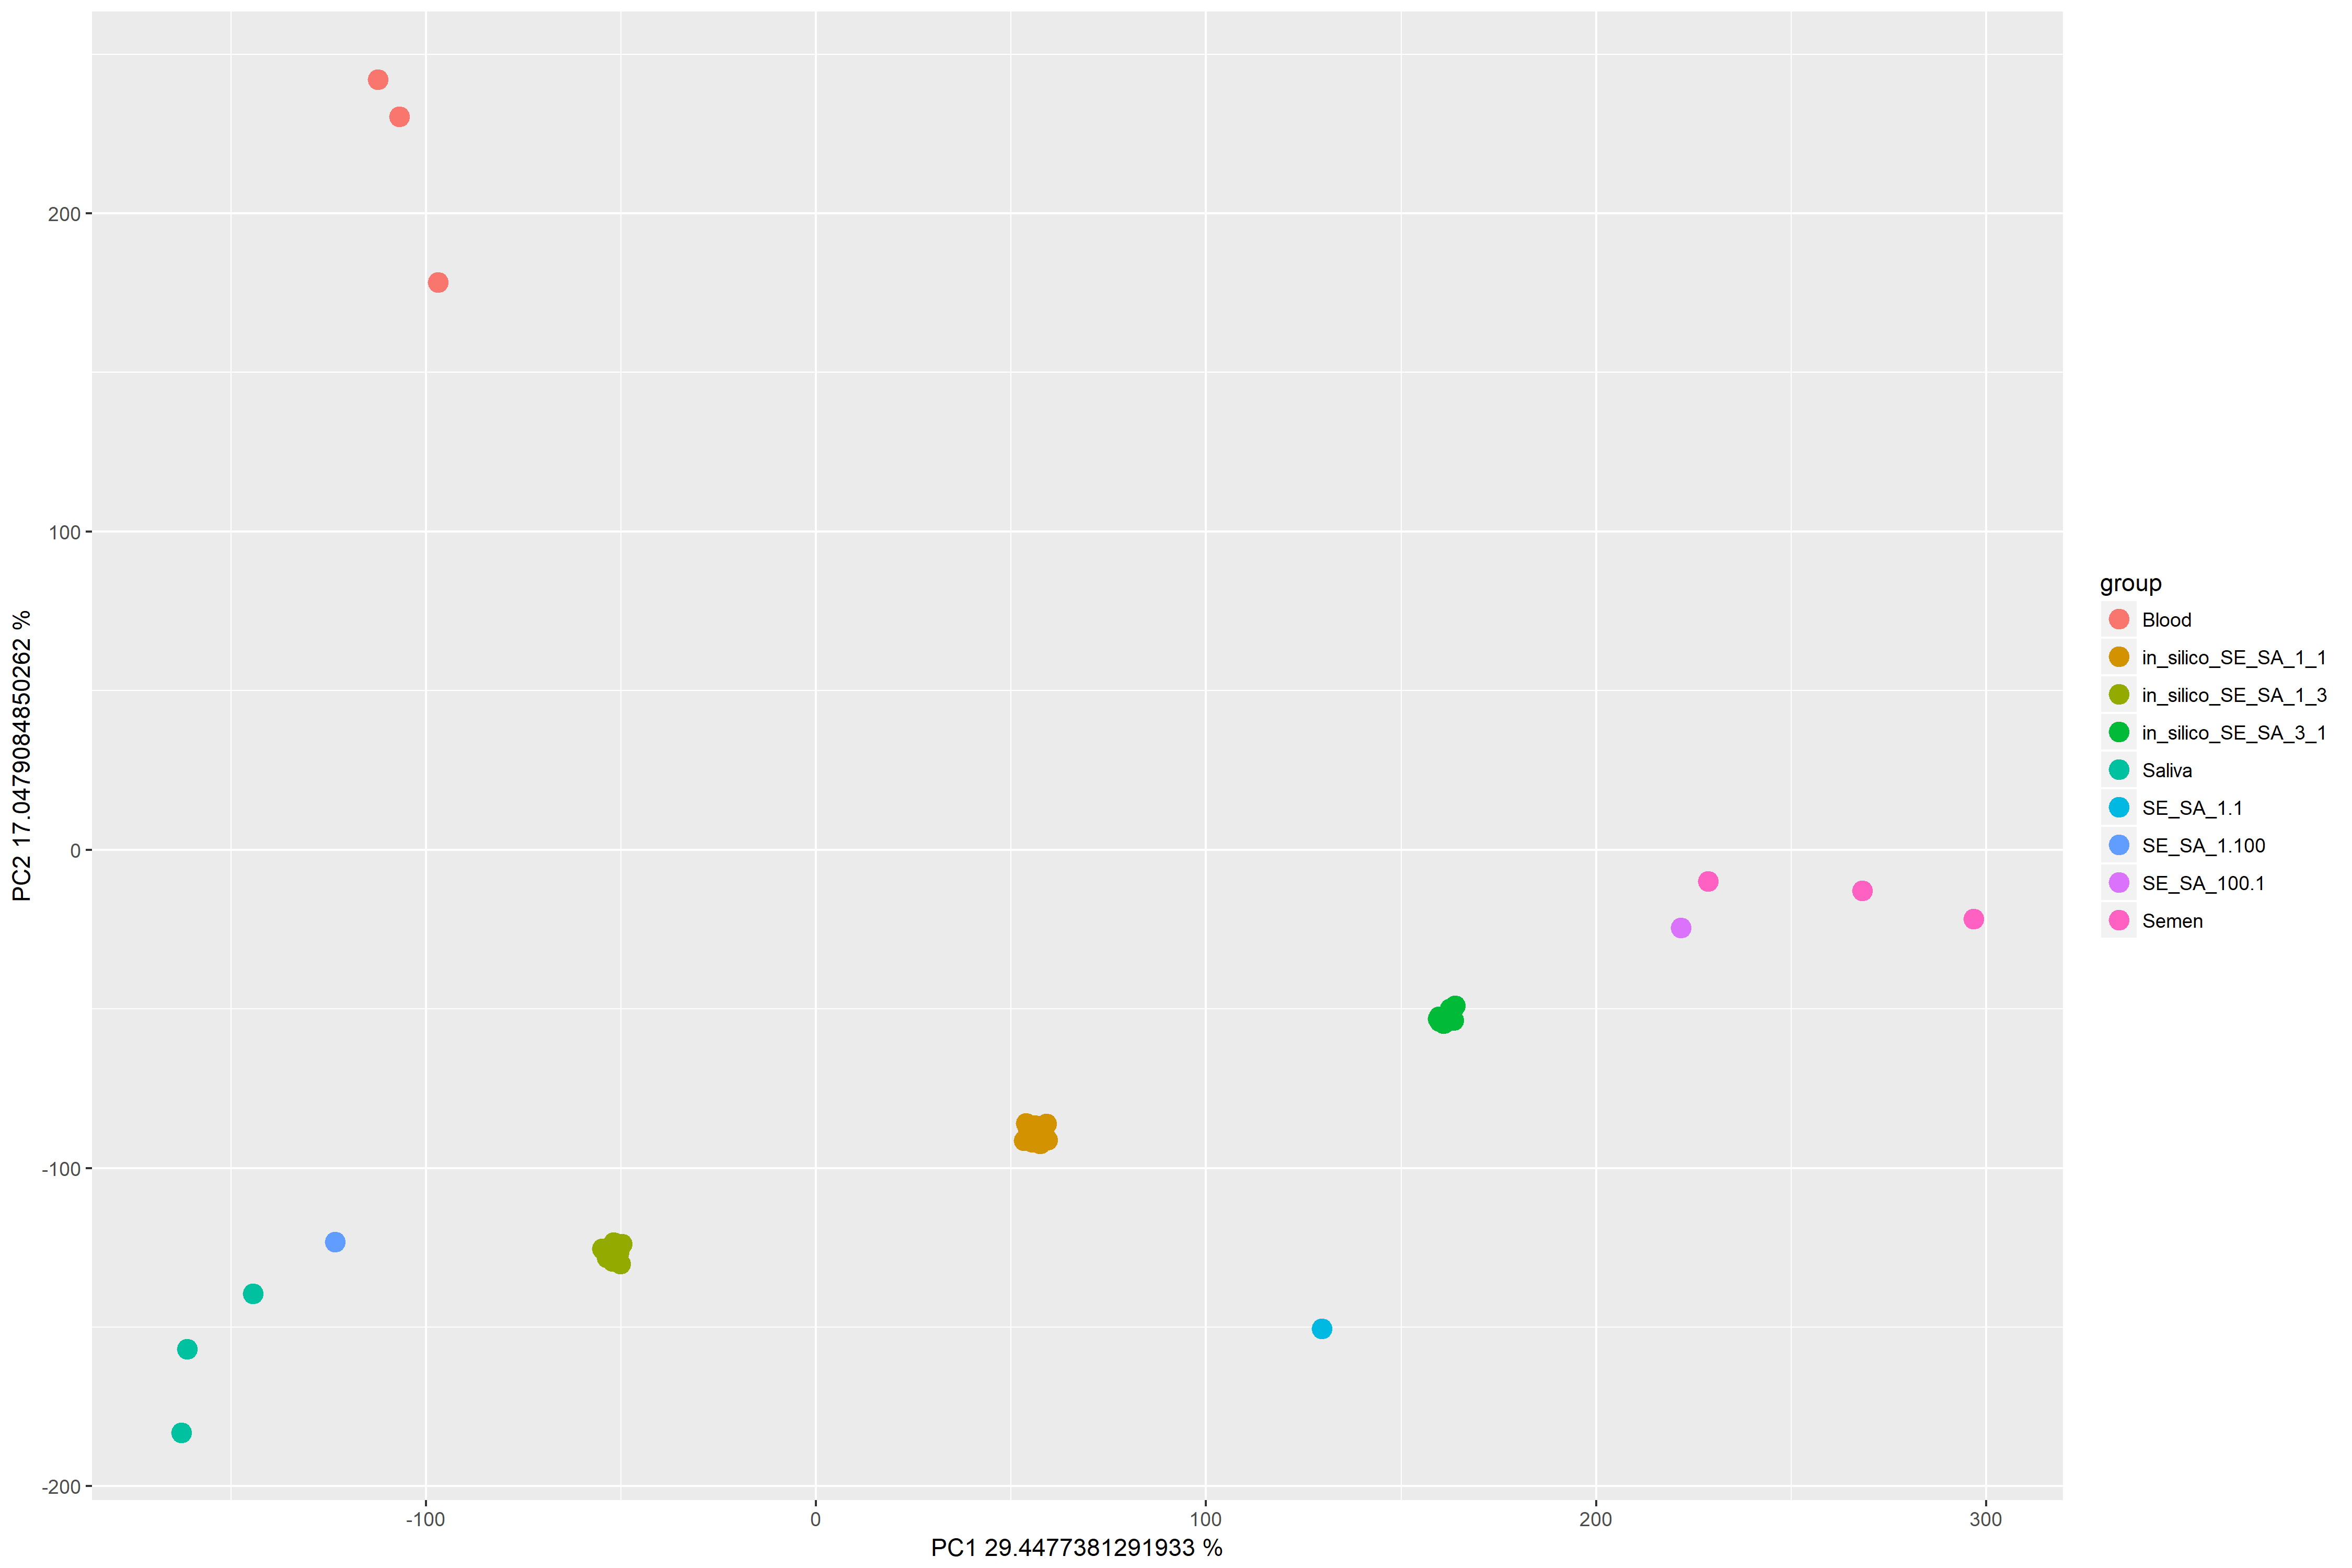 PC2 17.0479084850262 %
200
100
0
-100
-200
-100
0
100
200
300
PC1 29.4477381291933 %
group
Blood
in_silico_SE_SA_1_1
in_silico_SE_SA_1_3
in_silico_SE_SA_3_1
Saliva
SE_SA_1.1
SE_SA_1.100
SE_SA_100.1
Semen